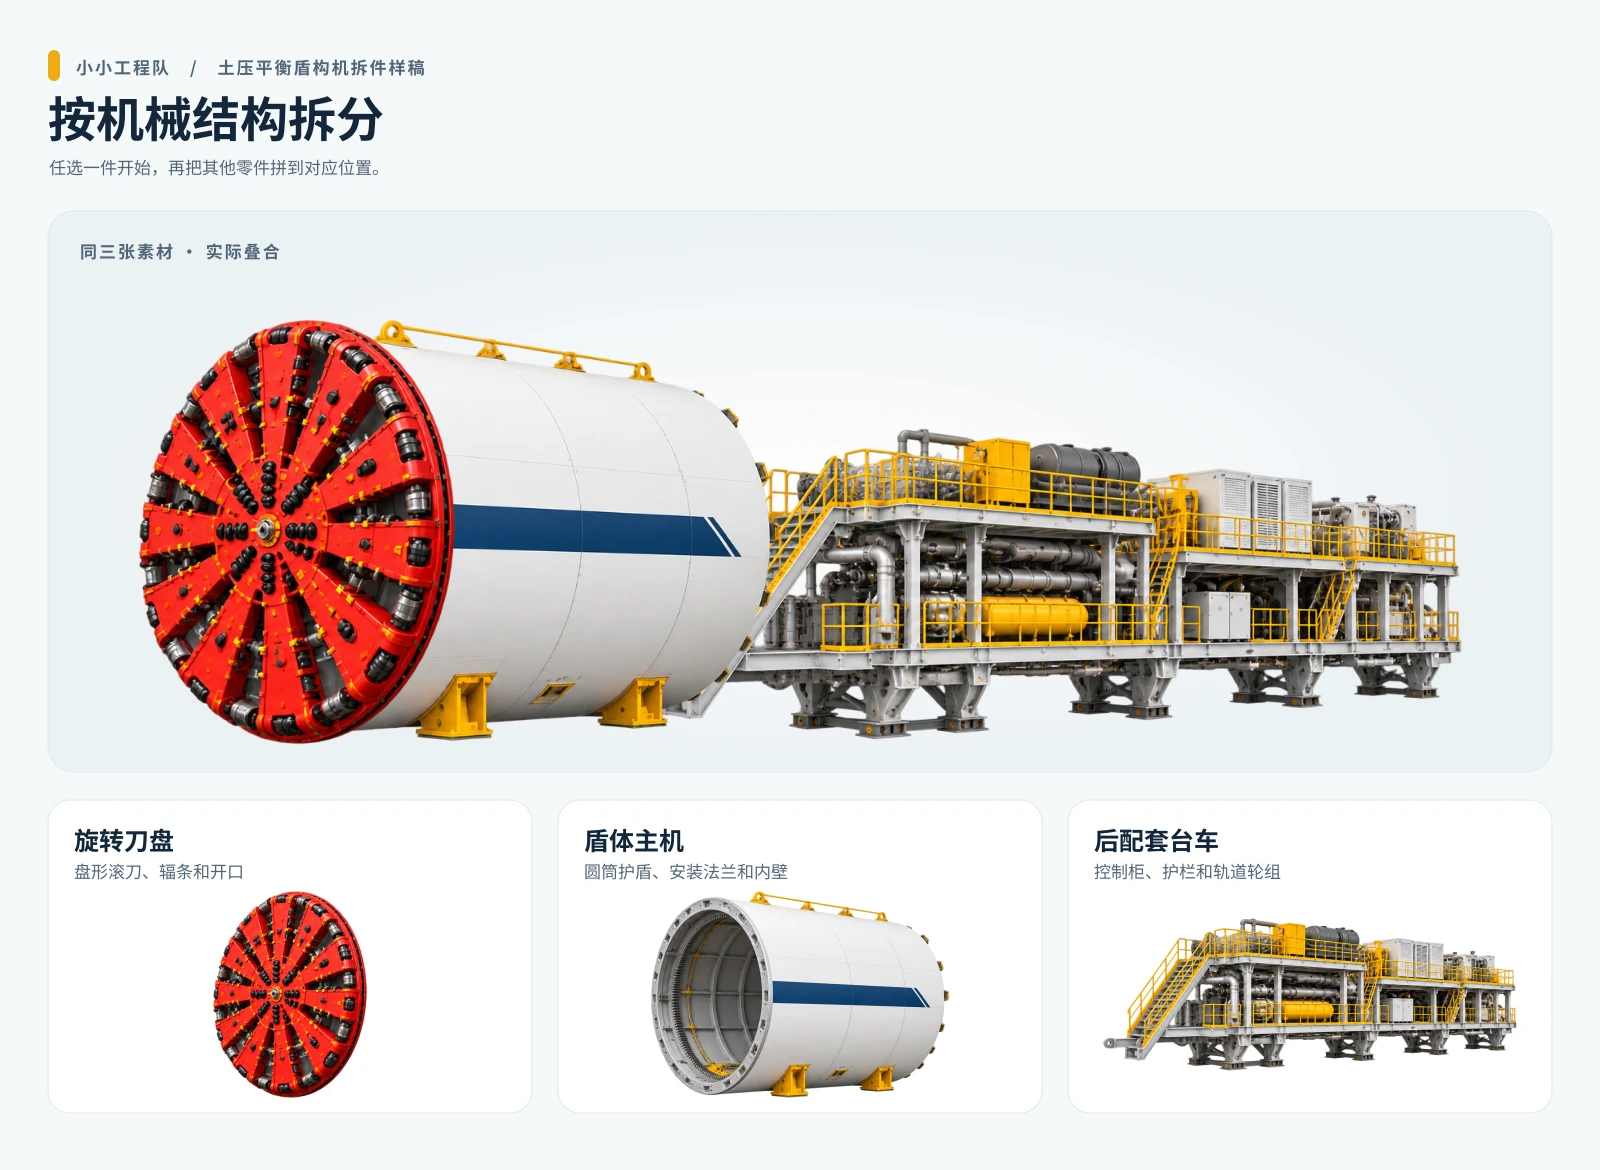 小小工程队 / 土压平衡盾构机拆件样稿
按机械结构拆分
任选一件开始，再把其他零件拼到对应位置。
同三张素材 · 实际叠合
旋转刀盘
盘形滚刀、辐条和开口
盾体主机
圆筒护盾、安装法兰和内壁
后配套台车
控制柜、护栏和轨道轮组